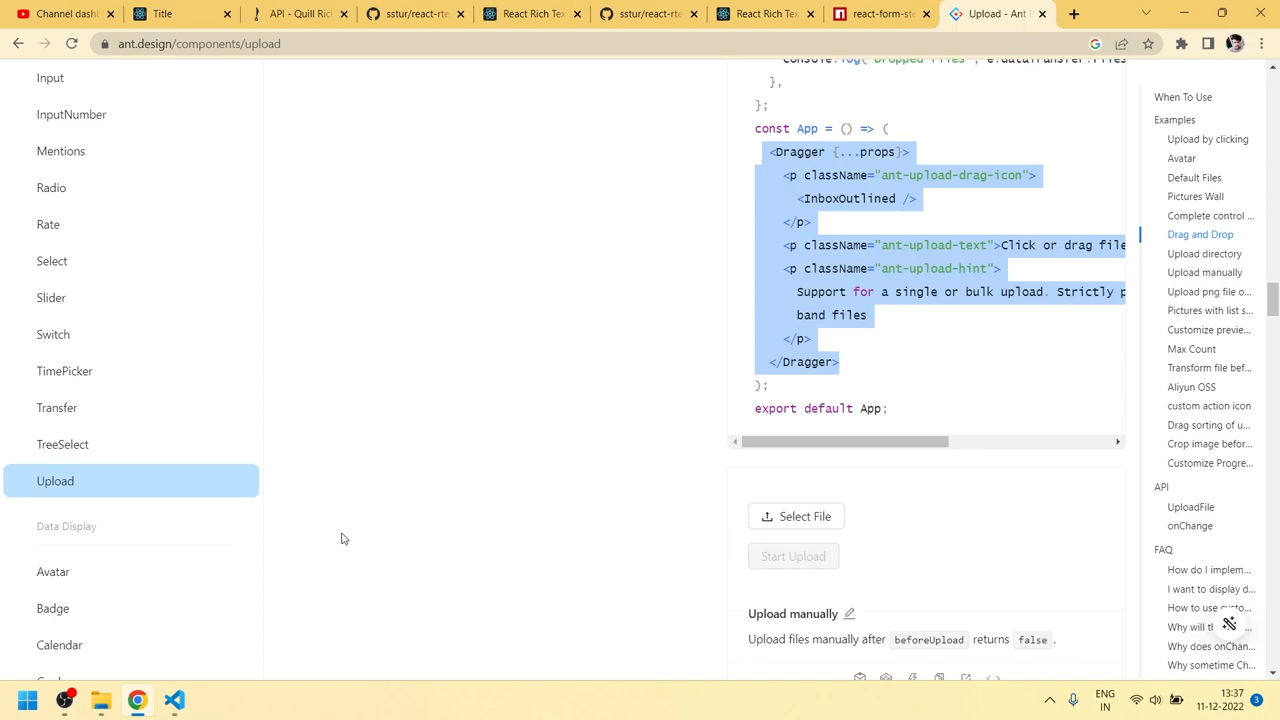 Channel dashl
Title
API - Quill Rich
sstur/react-rte
React Rich Tex
sstur/react-rte
React Rich Tex
react-form-ste
Upload - Ant
ant.design/components/upload
Input
InputNumber
Mentions
Radio
Rate
Select
Slider
Switch
TimePicker
Transfer
TreeSelect
Upload
Data Display
Avatar
Badge
Calendar
},
};
const App = () => (
<Dragger {...props}>
<p className="ant-upload-drag-icon">
<InboxOutlined />
</p>
<p className="ant-upload-text">Click or drag file
<p className="ant-upload-hint">
Support for a single or bulk upload. Strictly p
band files
</p>
</Dragger>
);
export default App;
Select File
Start Upload
Upload manually
Upload files manually after beforeUpload returns false .
When To Use
Examples
Upload by clicking
Avatar
Default Files
Pictures Wall
Complete control ...
Drag and Drop
Upload directory
Upload manually
Upload png file o...
Pictures with list s...
Customize previe...
Max Count
Transform file bef...
Aliyun OSS
custom action icon
Drag sorting of u...
Crop image befor...
Customize Progre...
API
UploadFile
onChange
FAQ
How do I implem...
I want to display d...
How to use custo...
Why will th
Why does onChan...
Why sometime Ch...
ENG
IN
13:37
11-12-2022
3